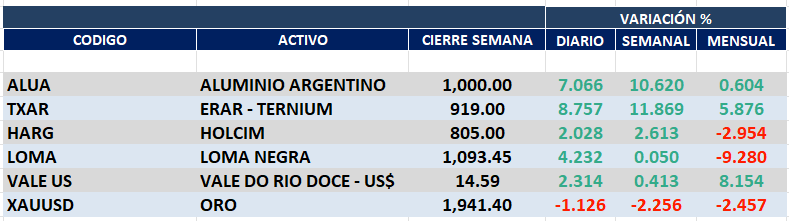 VARIACIÓN %
CODIGO ACTIVO CIERRE SEMANA DIARIO SEMANAL MENSUAL
ALUA ALUMINIO ARGENTINO 1,000.00 7.066 10.620 0.604
TXAR ERAR - TERNIUM 919.00 8.757 11.869 5.876
HARG HOLCIM 805.00 2.028 2.613 -2.954
LOMA LOMA NEGRA 1,093.45 4.232 0.050 -9.280
VALE US VALE DO RIO DOCE - US$ 14.59 2.314 0.413 8.154
XAUUSD ORO 1,941.40 -1.126 -2.256 -2.457